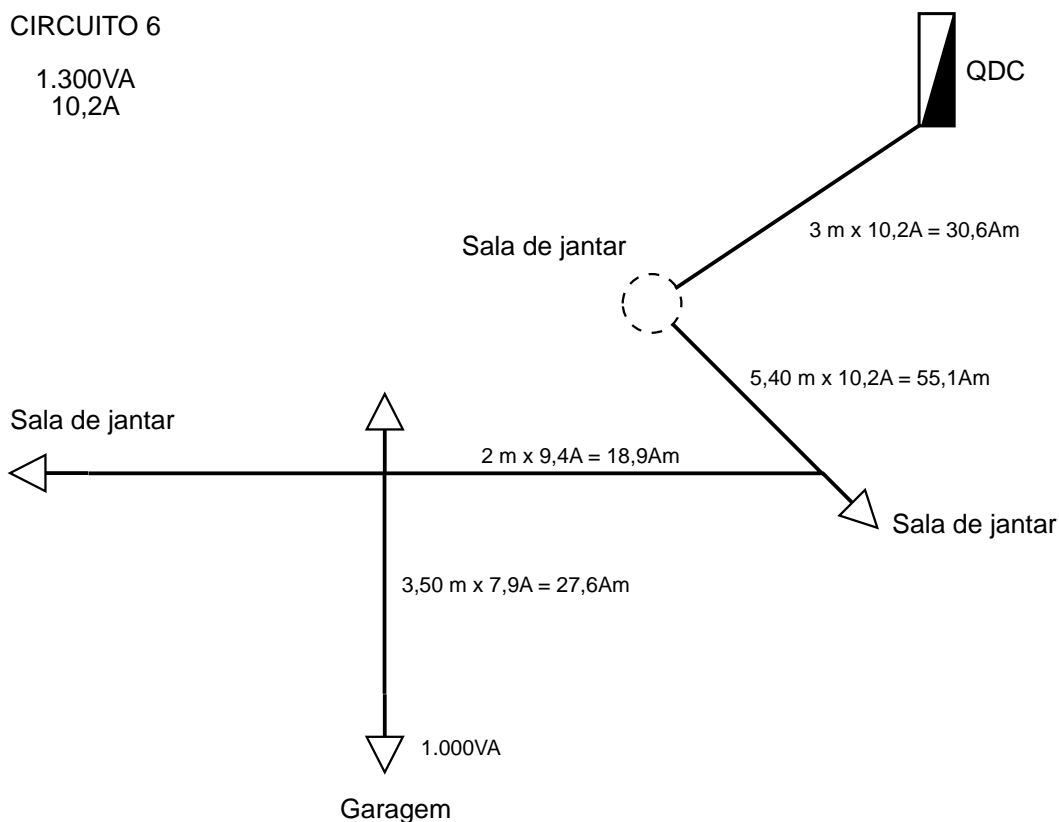 CIRCUITO 6
1.300VA
10,2A
QDC
3 m x 10,2A = 30,6Am
Sala de jantar
5,40 m x 10,2A = 55,1Am
Sala de jantar
2 m x 9,4A = 18,9Am
Sala de jantar
3,50 m x 7,9A = 27,6Am
1.000VA
Garagem